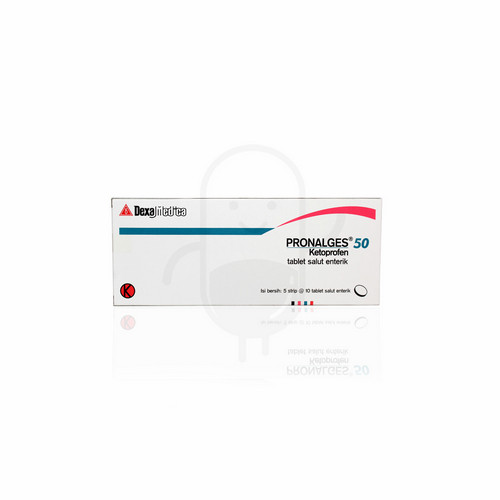 Dexa Medica
PRONALGES® 50
Ketoprofen
tablet salut enterik
Isi bersih: 5 strip @ 10 tablet salut enterik
K